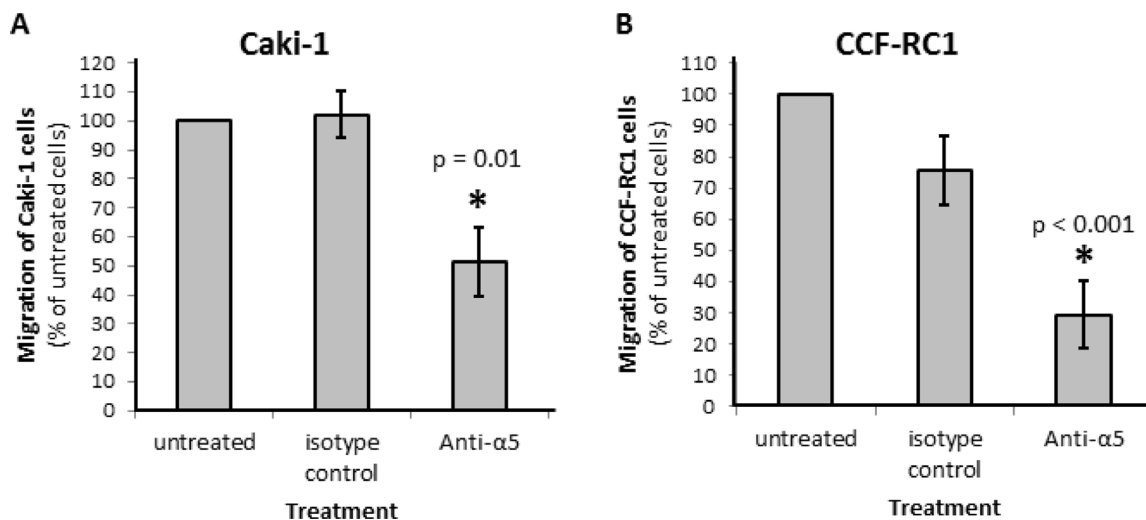 A
Caki-1
Migration of Caki-1 cells
(% of untreated cells)
120
110
100
90
80
70
60
50
40
30
20
10
0
p = 0.01
*
untreated
isotype
control
Anti-α5
Treatment
B
CCF-RC1
Migration of CCF-RC1 cells
(% of untreated cells)
110
100
90
80
70
60
50
40
30
20
10
0
p < 0.001
*
untreated
isotype
control
Anti-α5
Treatment